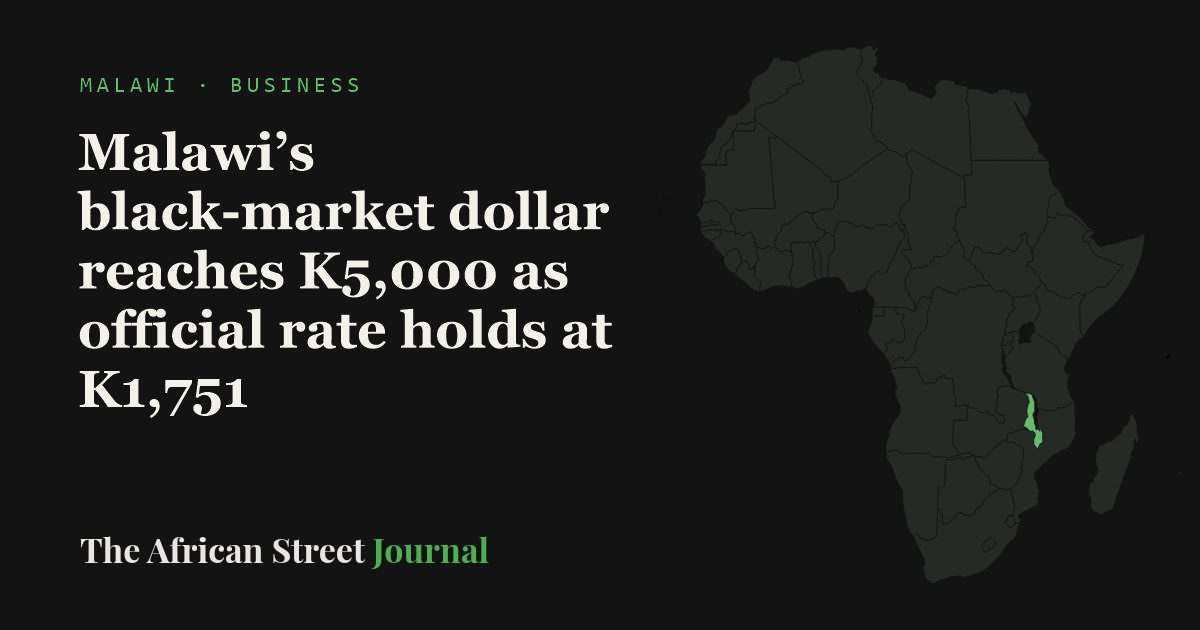 MALAWI · BUSINESS
Malawi’s
black-market dollar
reaches K5,000 as
official rate holds at
K1,751
The African Street Journal